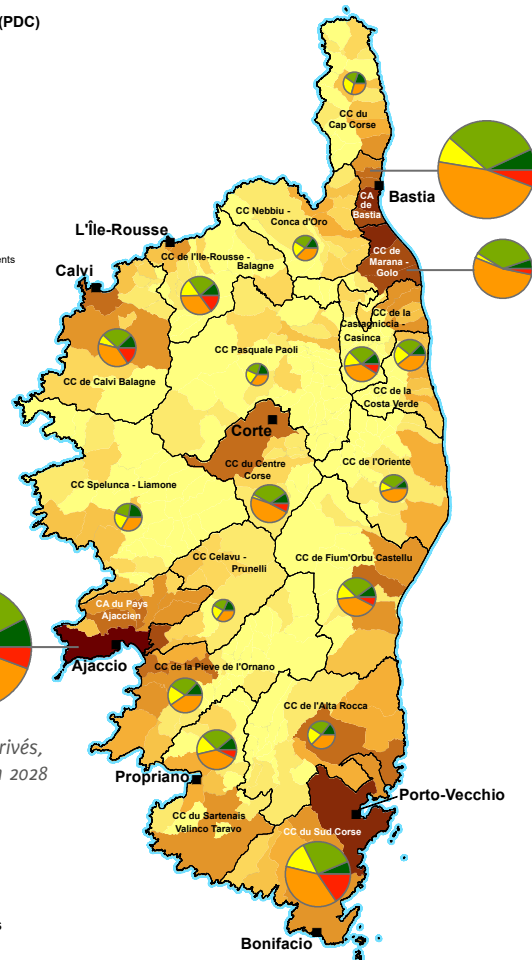 (PDC)
CC du
Cap Corse
Bastia
CA
de
Bastia
CC Nebbiu -
Conca d'Oro
L'Île-Rousse
CC de
Marana -
Golo
CC de l'Ile-Rousse -
Balagne
ents
Calvi
CC de la
Castagniccia -
Casinca
CC Pasquale Paoli
CC de Calvi Balagne
CC de la
Costa Verde
Corte
CC du Centre
Corse
CC de l'Oriente
CC Spelunca - Liamone
CC Celavu -
Prunelli
CC de Fium'Orbu Castellu
CA du Pays
Ajaccien
Ajaccio
CC de la Pieve de l'Ornano
CC de l'Alta Rocca
rivés,
2028
Propriano
Porto-Vecchio
CC du Sartenais
Valinco Taravo
CC du Sud Corse
s
Bonifacio